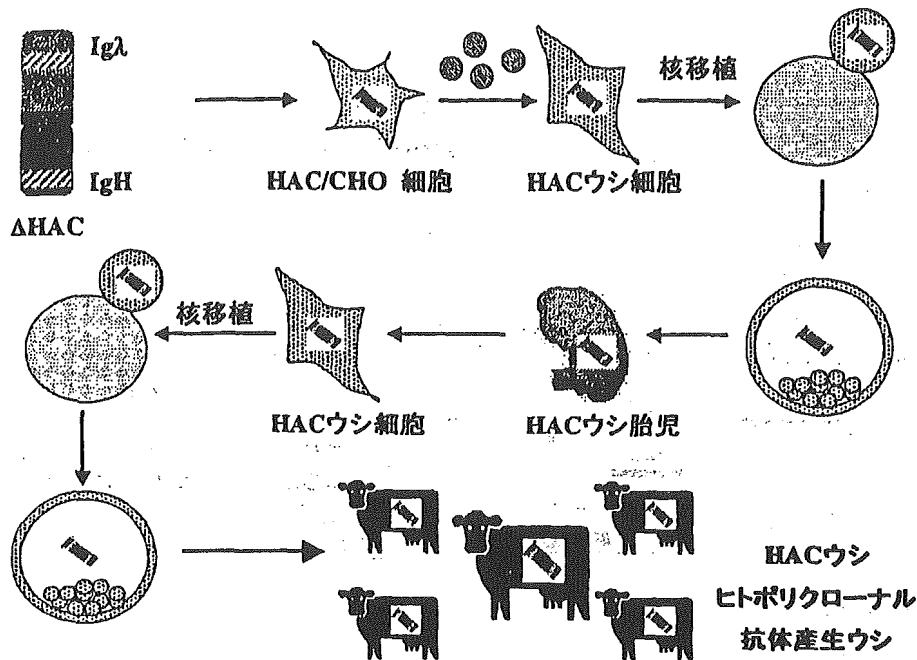 Igλ
IgH
ΔHAC
HAC/CHO 細胞
HACウシ細胞
核移植
核移植
HACウシ細胞
HACウシ胎児
HACウシ
ヒトポリクローナル
抗体産生ウシ